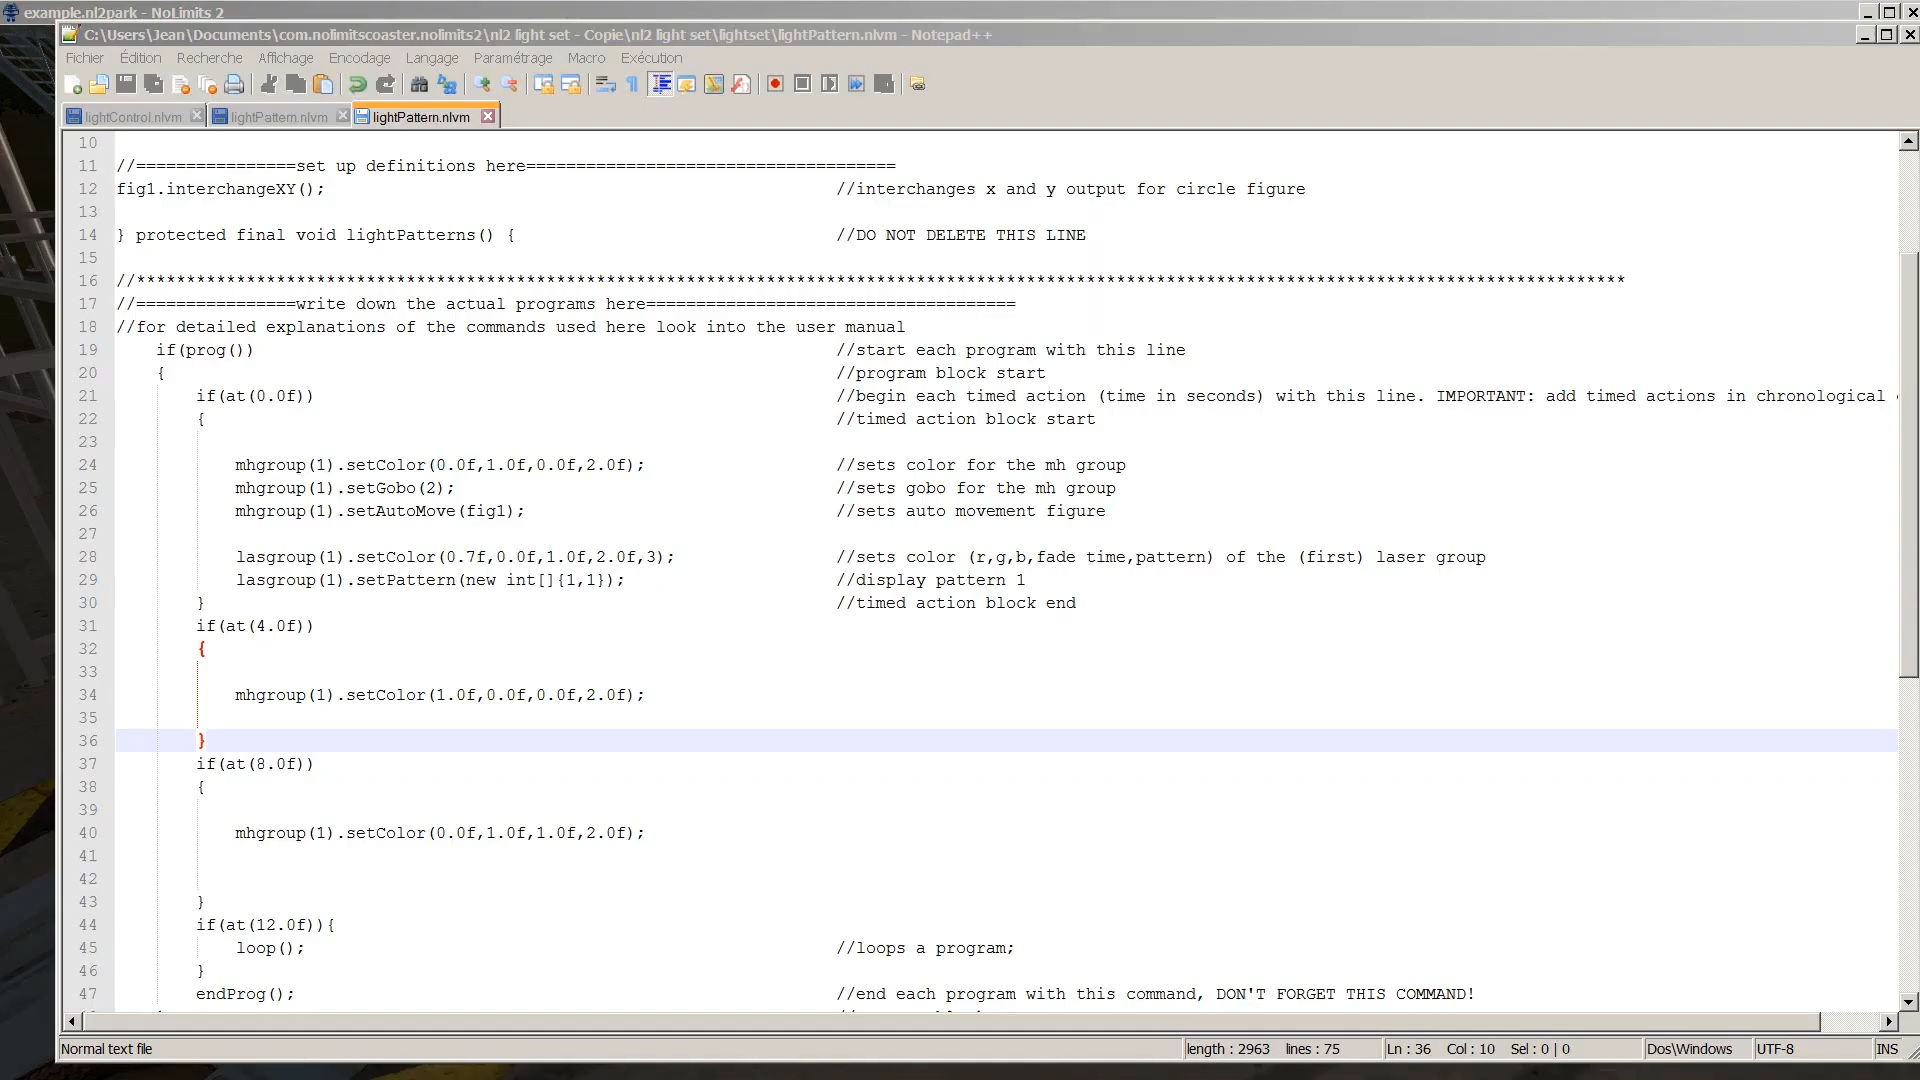 example.nl2park - NoLimits 2
C:\Users\Jean\Documents\com.nolimitscoaster.nolimits2\nl2 light set - Copie\nl2 light set\lightset\lightPattern.nlvm - Notepad++
Fichier Édition Recherche Affichage Encodage Langage Paramétrage Macro Exécution
lightControl.nlvm lightPattern.nlvm lightPattern.nlvm
10
11 //================set up definitions here=====================================
12 fig1.interchangeXY(); //interchanges x and y output for circle figure
13
14 } protected final void lightPatterns() { //DO NOT DELETE THIS LINE
15
16 //*****************************************************************************************************************************************************
17 //================write down the actual programs here=====================================
18 //for detailed explanations of the commands used here look into the user manual
19 if(prog()) //start each program with this line
20 { //program block start
21 if(at(0.0f)) //begin each timed action (time in seconds) with this line. IMPORTANT: add timed actions in chronological
22 { //timed action block start
23
24 mhgroup(1).setColor(0.0f,1.0f,0.0f,2.0f); //sets color for the mh group
25 mhgroup(1).setGobo(2); //sets gobo for the mh group
26 mhgroup(1).setAutoMove(fig1); //sets auto movement figure
27
28 lasgroup(1).setColor(0.7f,0.0f,1.0f,2.0f,3); //sets color (r,g,b,fade time,pattern) of the (first) laser group
29 lasgroup(1).setPattern(new int[]{1,1}); //display pattern 1
30 } //timed action block end
31 if(at(4.0f))
32 {
33
34 mhgroup(1).setColor(1.0f,0.0f,0.0f,2.0f);
35
36 }
37 if(at(8.0f))
38 {
39
40 mhgroup(1).setColor(0.0f,1.0f,1.0f,2.0f);
41
42
43 }
44 if(at(12.0f)){
45 loop(); //loops a program;
46 }
47 endProg(); //end each program with this command, DON'T FORGET THIS COMMAND!
Normal text file length : 2963 lines : 75 Ln : 36 Col : 10 Sel : 0 | 0 Dos\Windows UTF-8 INS